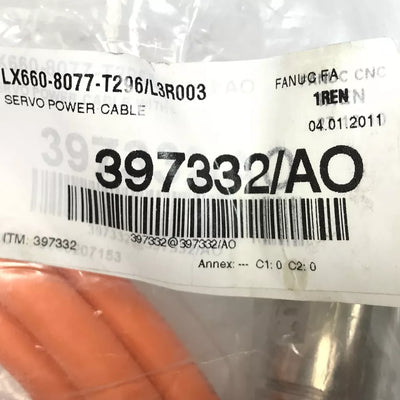 LX660-8077-T296/L3R003
FANUC FA
SERVO POWER CABLE
1REN
04.01.2011
397332/AO
ITM: 397332
397332@397332/AO
Annex: --- C1: 0 C2: 0